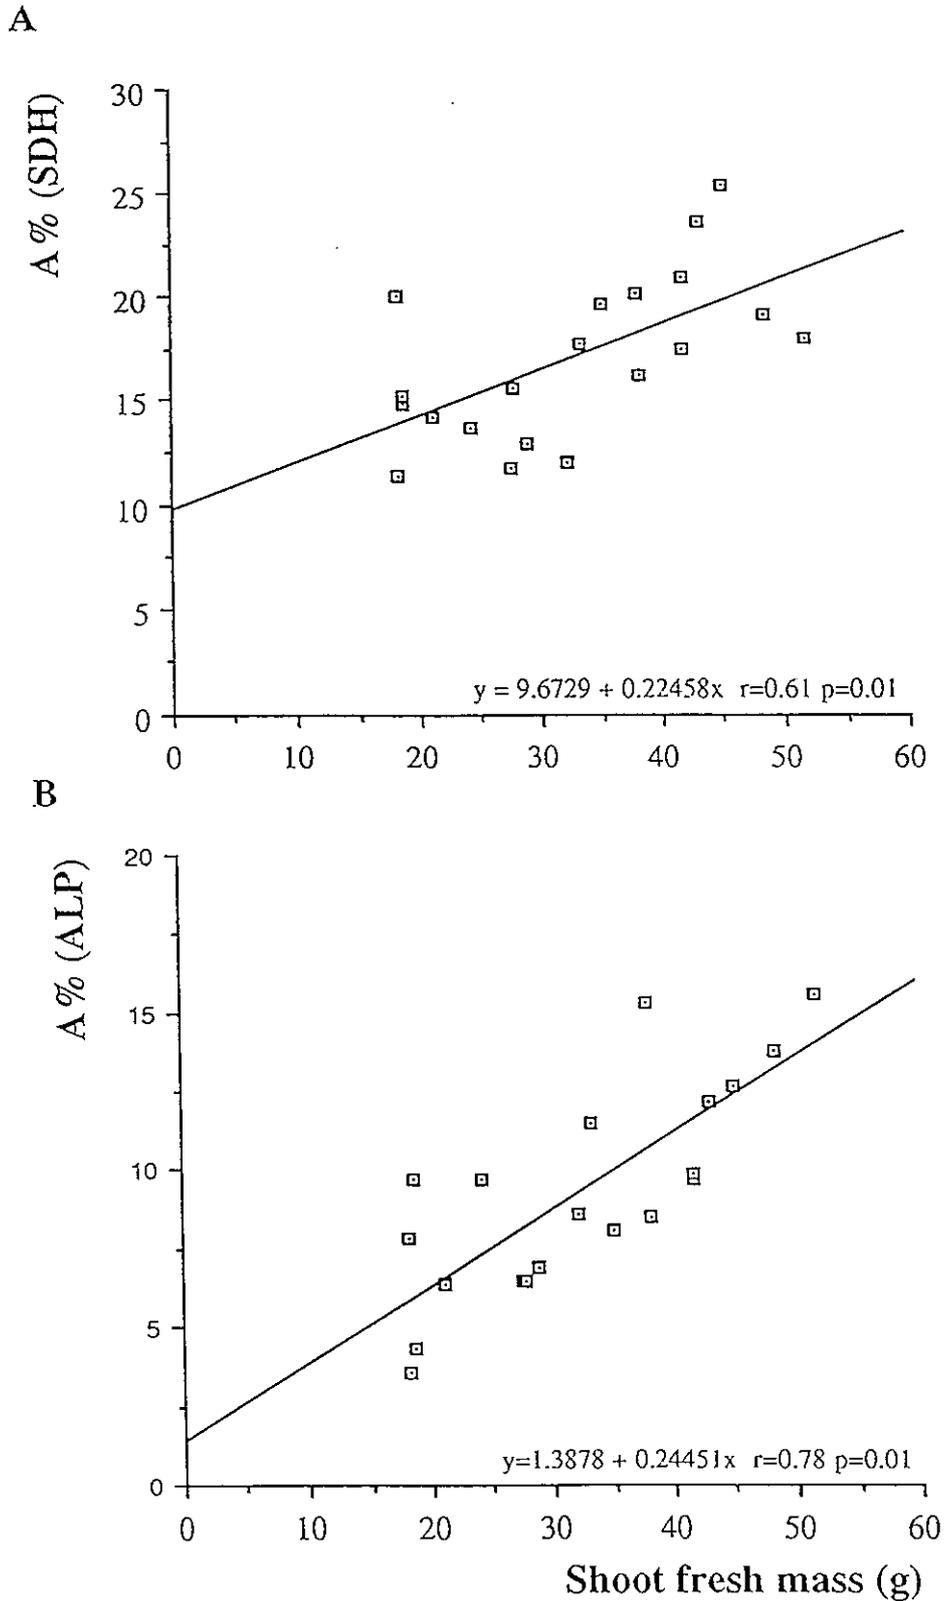 A
A % (SDH)
30
25
20
15
10
5
0
y = 9.6729 + 0.22458x r=0.61 p=0.01
0 10 20 30 40 50 60
B
A % (ALP)
20
15
10
5
0
y=1.3878 + 0.24451x r=0.78 p=0.01
0 10 20 30 40 50 60
Shoot fresh mass (g)